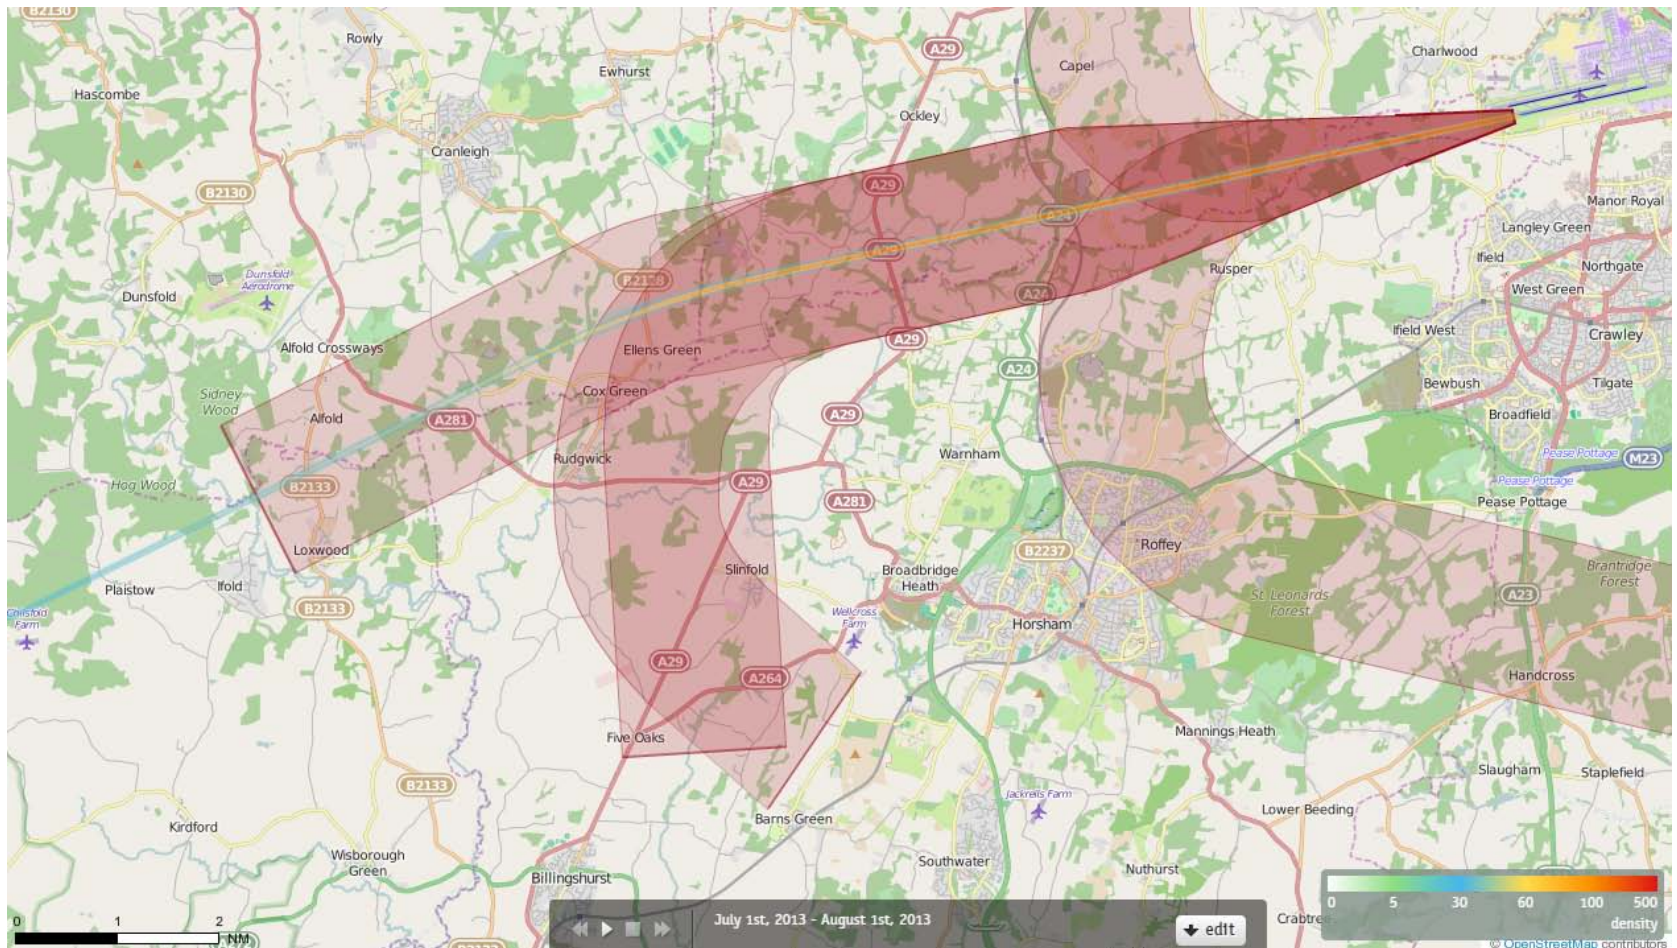 B2130
Rowly
A29
Capel
Charlwood
Hascombe
Ewhurst
Ockley
Cranleigh
B2130
A29
A24
Manor Royal
Langley Green
A29
Ifield
Northgate
Rusper
Dunsfold
Aerodrome
Dunsfold
A24
West Green
Alfold Crossways
Ellens Green
A29
Ifield West
Crawley
A24
Sidney
Wood
Cox Green
Bewbush
Tilgate
Alfold
A281
A29
Broadfield
Rudgwick
Warnham
Pease Pottage
M23
Hog Wood
B2133
A29
A281
Pease Pottage
Pease Pottage
Loxwood
B2237
Roffey
Plaistow
Ifold
Slinfold
Broadbridge
Heath
Brantridge
Forest
B2133
Wellcross
Farm
St. Leonards
Forest
A23
Chilsfold
Farm
Horsham
A29
A264
Handcross
Five Oaks
Mannings Heath
B2133
Slaugham
Staplefield
Jackrells Farm
Kirdford
Barns Green
Lower Beeding
Wisborough
Green
Southwater
Nuthurst
Billingshurst
0 1 2 NM
July 1st, 2013 - August 1st, 2013
edit
Crabtree
0 5 30 60 100 500
density
© OpenStreetMap contributors